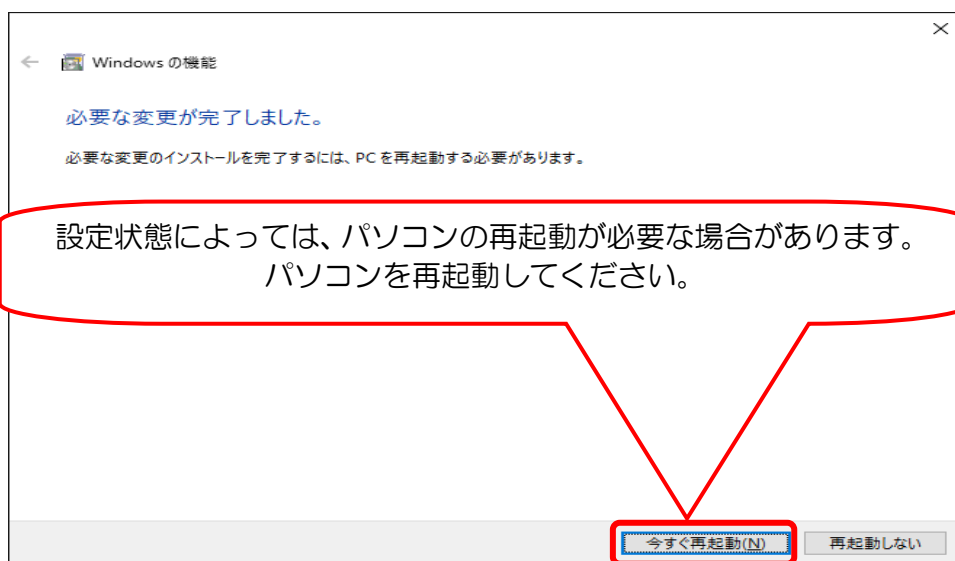 Windows の機能
必要な変更が完了しました。
必要な変更のインストールを完了するには、PC を再起動する必要があります。
設定状態によっては、パソコンの再起動が必要な場合があります。
パソコンを再起動してください。
今すぐ再起動(N)
再起動しない